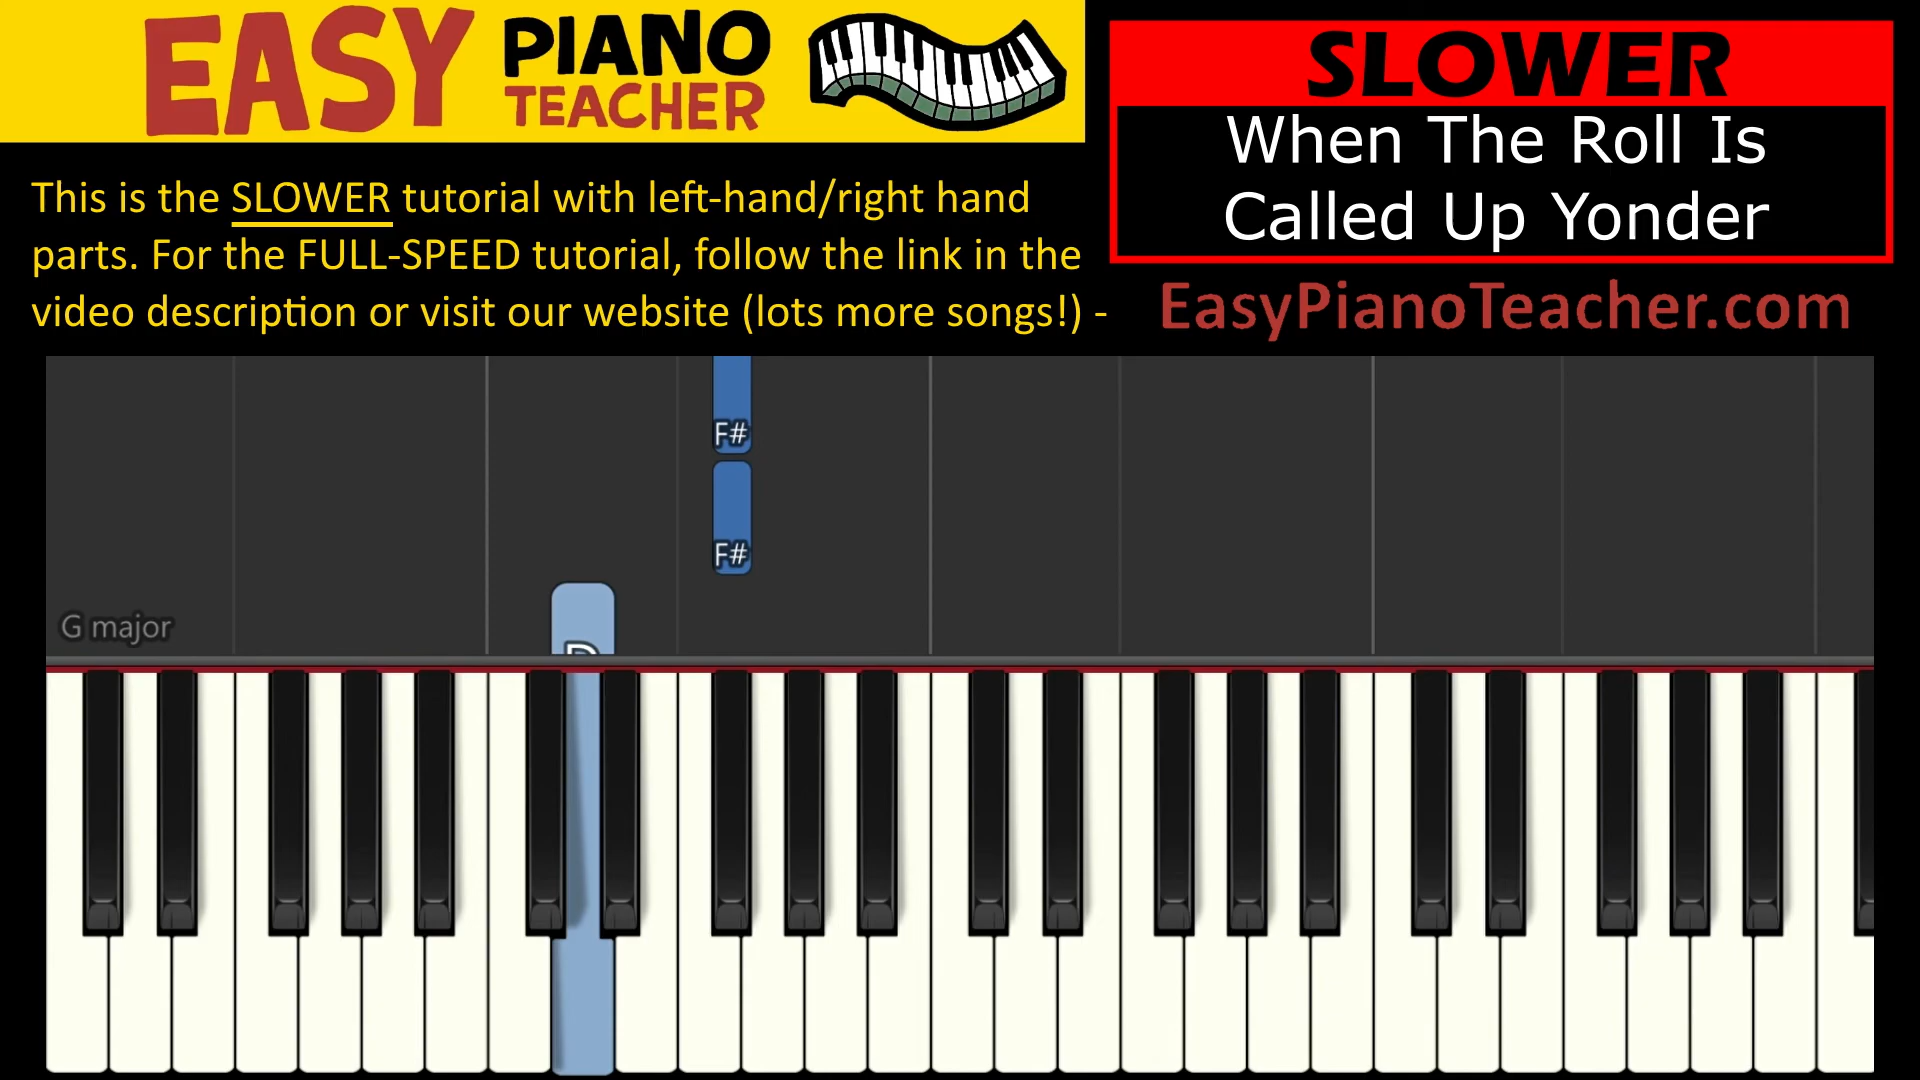 EASY PIANO
TEACHER
SLOWER
When The Roll Is
Called Up Yonder
This is the SLOWER tutorial with left-hand/right hand
parts. For the FULL-SPEED tutorial, follow the link in the
video description or visit our website (lots more songs!) -
EasyPianoTeacher.com
F#
F#
G major
D